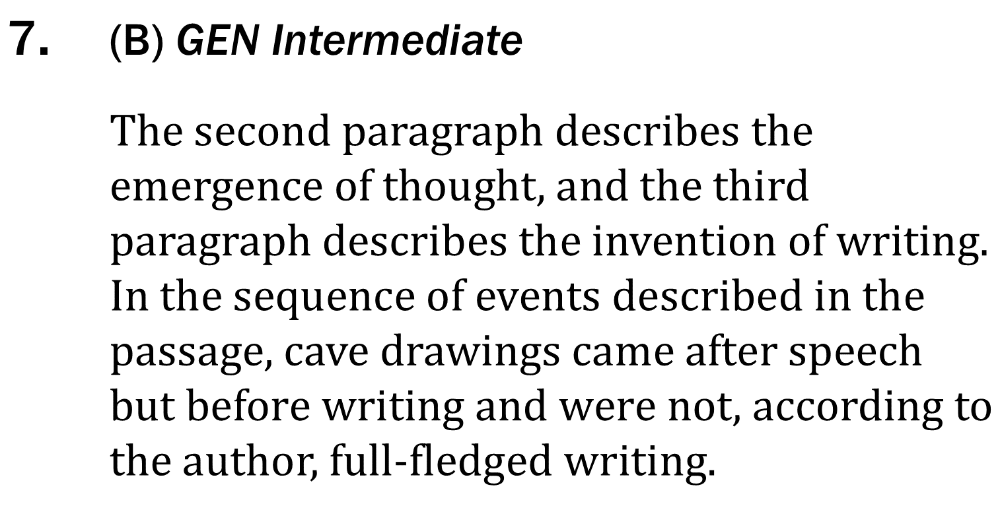 7. (B) GEN Intermediate
The second paragraph describes the
emergence of thought, and the third
paragraph describes the invention of writing.
In the sequence of events described in the
passage, cave drawings came after speech
but before writing and were not, according to
the author, full-fledged writing.